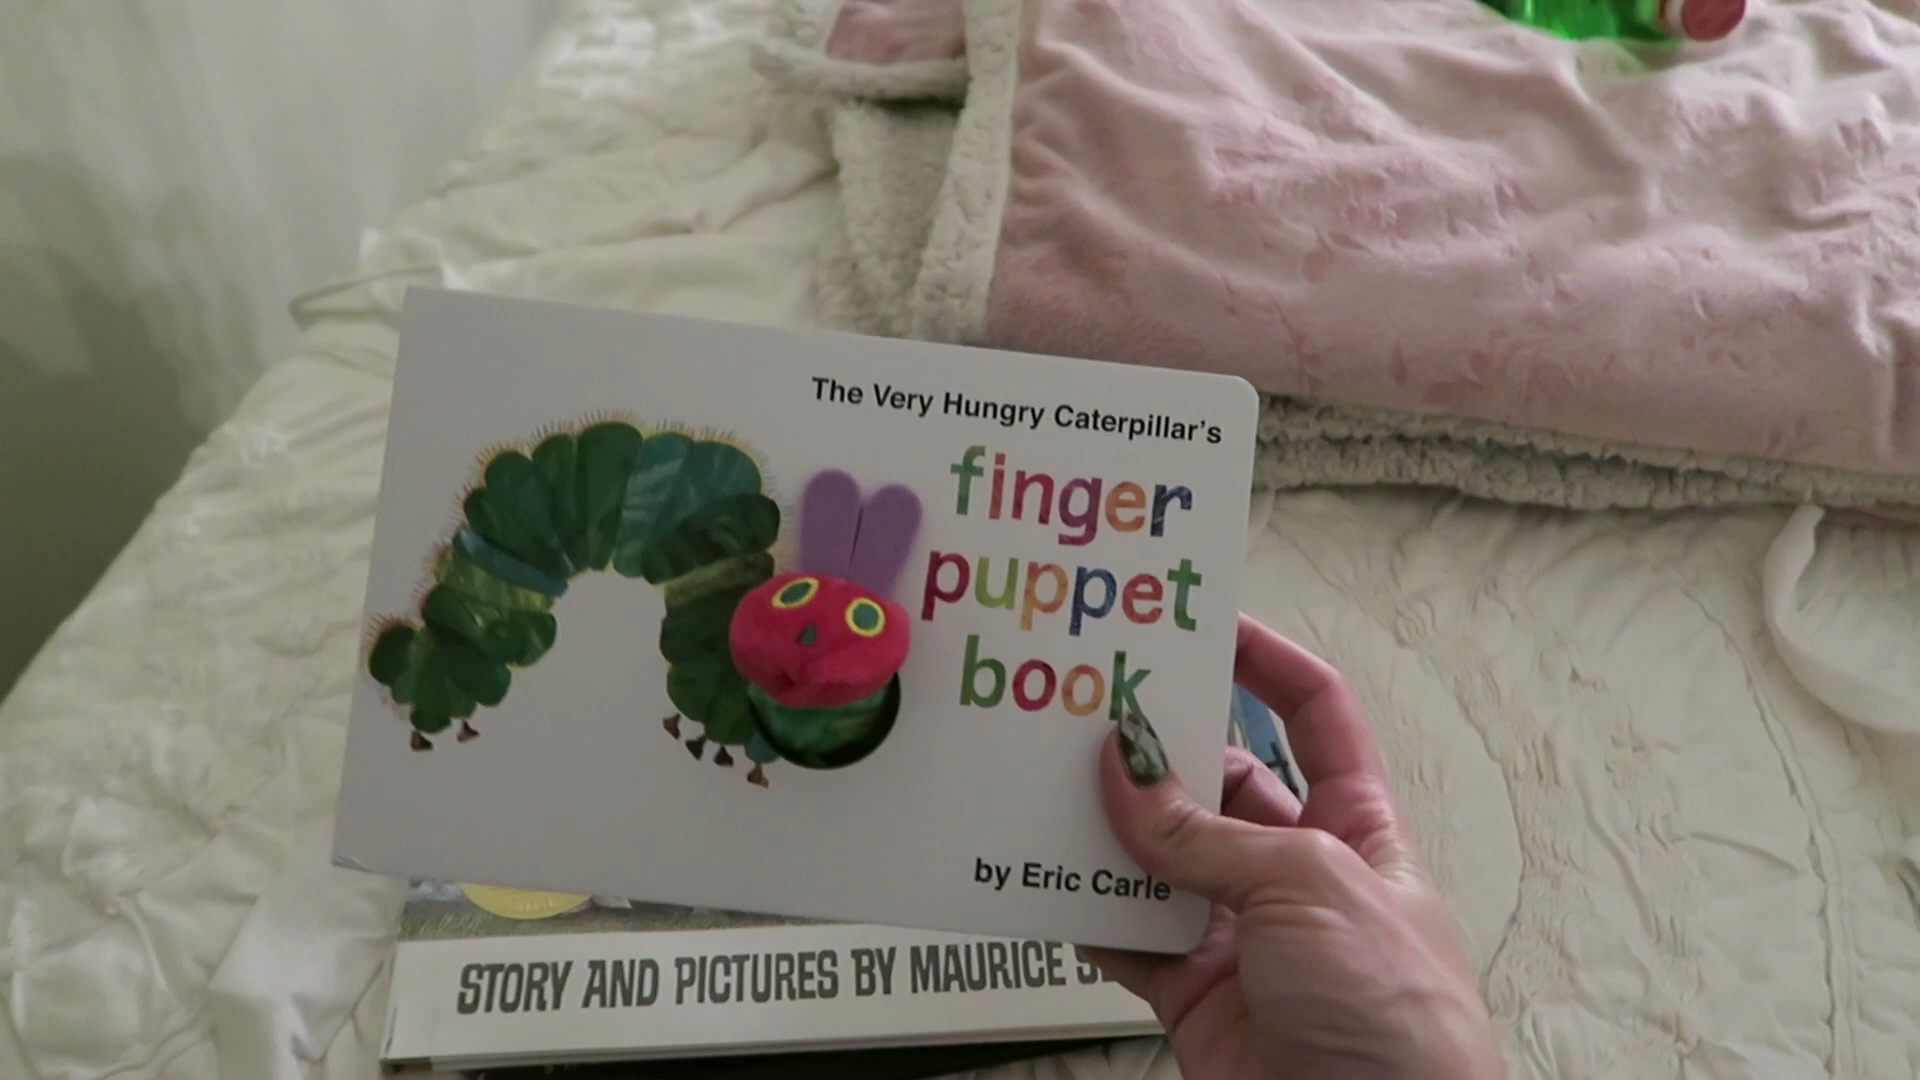 The Very Hungry Caterpillar's
finger
puppet
book
by Eric Carle
STORY AND PICTURES BY MAURICE